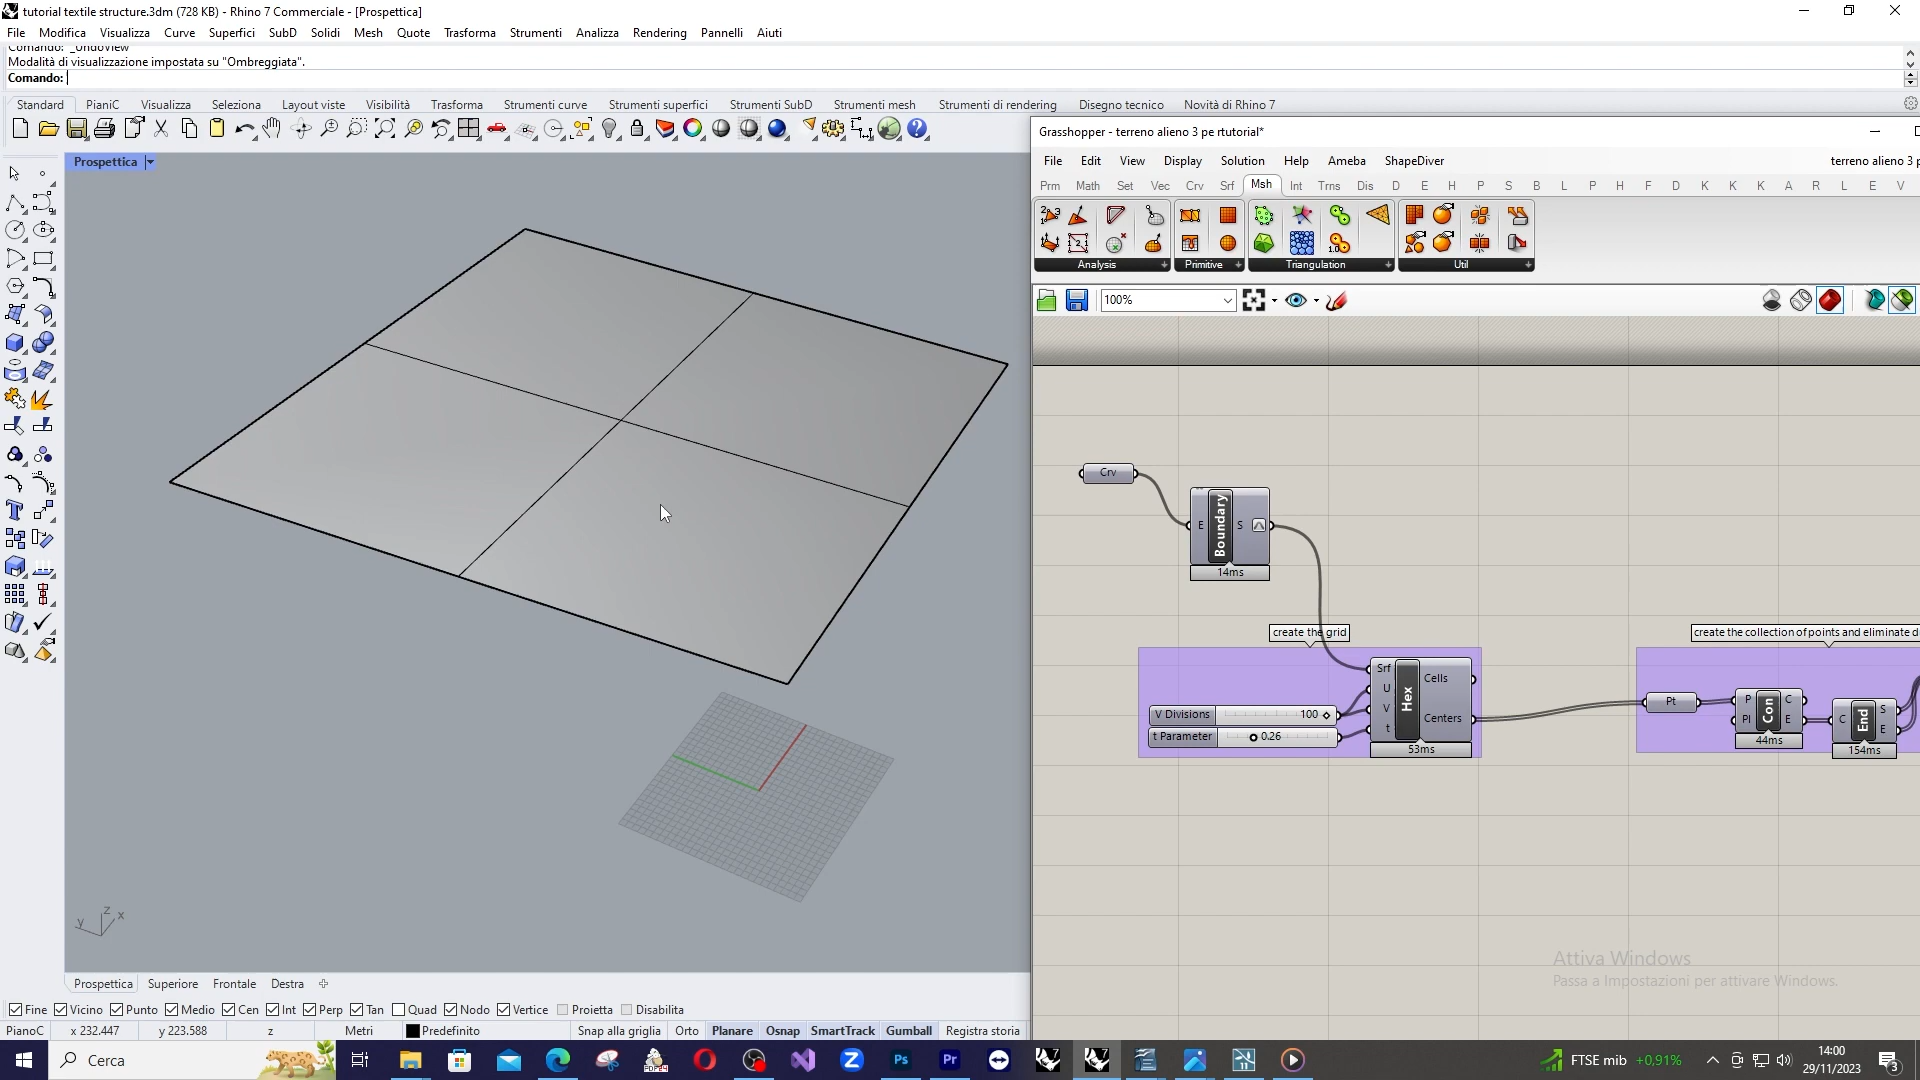 tutorial textile structure.3dm (728 KB) - Rhino 7 Commerciale - [Prospettica]
File Modifica Visualizza Curve Superfici SubD Solidi Mesh Quote Trasforma Strumenti Analizza Rendering Pannelli Aiuti
Comando: _UndoView
Modalità di visualizzazione impostata su "Ombreggiata".
Comando:
Standard PianiC Visualizza Seleziona Layout viste Visibilità Trasforma Strumenti curve Strumenti superfici Strumenti SubD Strumenti mesh Strumenti di rendering Disegno tecnico Novità di Rhino 7
Prospettica
Grasshopper - terreno alieno 3 pe rtutorial*
File Edit View Display Solution Help Ameba ShapeDiver terreno alieno 3 p
Prm Math Set Vec Crv Srf Msh Int Trns Dis D E H P S B L P H F D K K K A R L E V
Analysis Primitive Triangulation Util
100%
Crv
E Boundary S
14ms
create the grid
Srf
U
V
t
Hex
Cells
Centers
V Divisions 100
t Parameter 0.26
53ms
create the collection of points and eliminate d
Pt
P
Pl
Con
C
E
44ms
C End S
E
154ms
z
y x
Attiva Windows
Passa a Impostazioni per attivare Windows.
Prospettica Superiore Frontale Destra
Fine Vicino Punto Medio Cen Int Perp Tan Quad Nodo Vertice Proietta Disabilita
PianoC x 232.447 y 223.588 z Metri Predefinito Snap alla griglia Orto Planare Osnap SmartTrack Gumball Registra storia
Cerca
FTSE mib +0,91%
14:00
29/11/2023
3